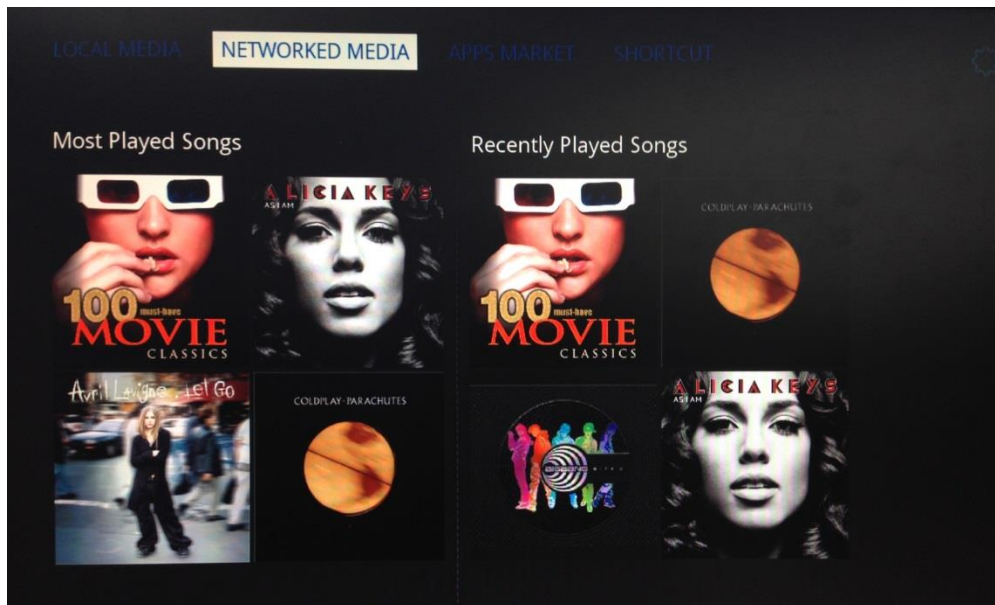 LOCAL MEDIA NETWORKED MEDIA APPS MARKET SHORTCUT
Most Played Songs
Recently Played Songs
100 must-have
MOVIE
CLASSICS
ALICIA KEYS
AS I AM
100 must-have
MOVIE
CLASSICS
COLDPLAY·PARACHUTES
Avril Lavigne . Let Go
COLDPLAY·PARACHUTES
ALICIA KEYS
AS I AM